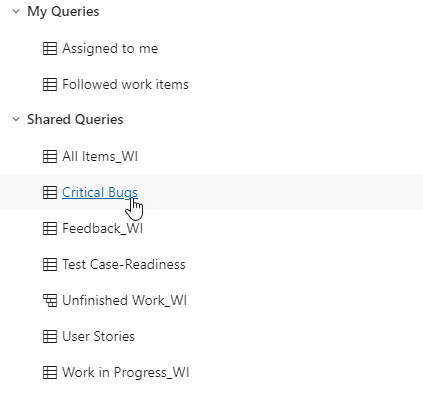 My Queries
Assigned to me
Followed work items
Shared Queries
All Items_WI
Critical Bugs
Feedback_WI
Test Case-Readiness
Unfinished Work_WI
User Stories
Work in Progress_WI